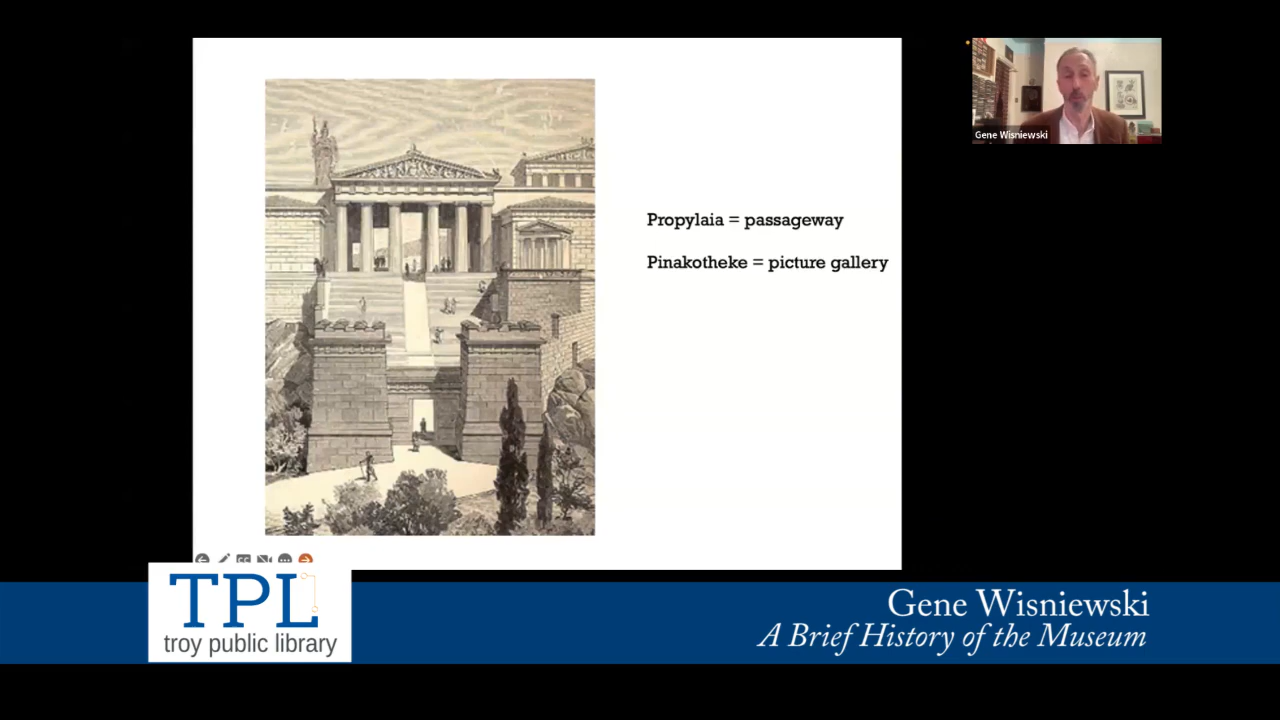 Gene Wisniewski
Propylaia = passageway
Pinakotheke = picture gallery
TPL
troy public library
Gene Wisniewski
A Brief History of the Museum